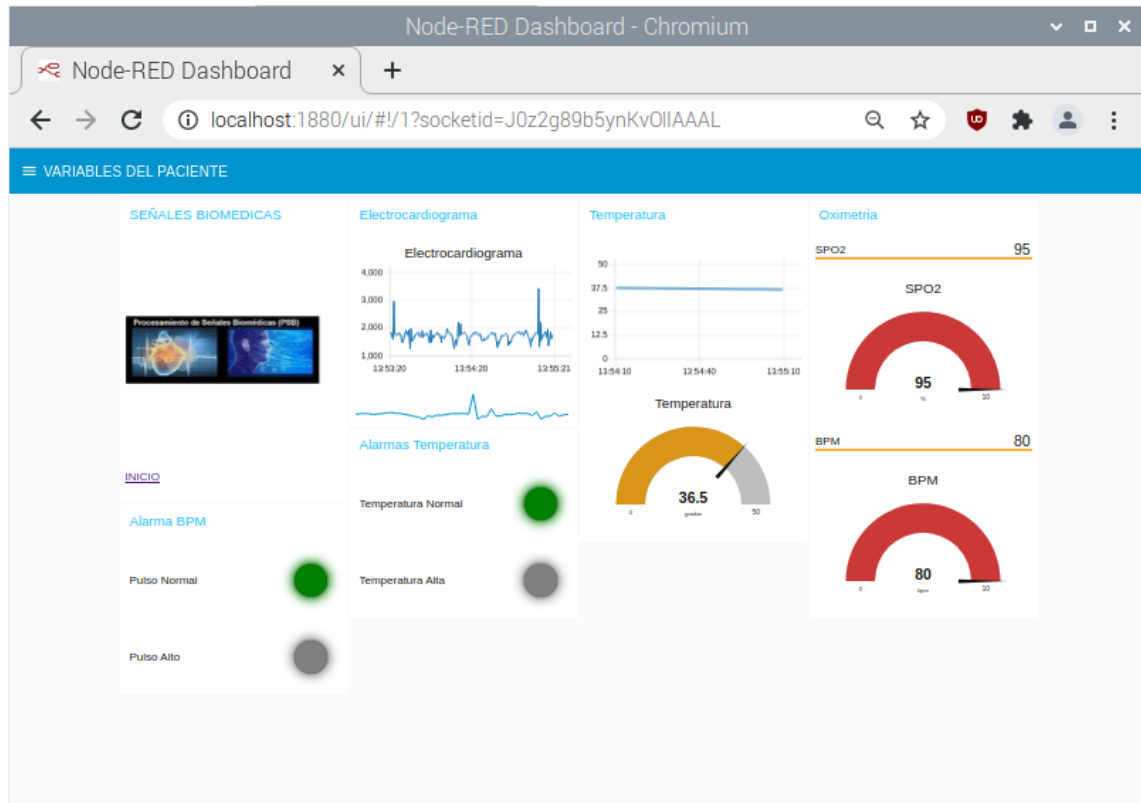 Node-RED Dashboard - Chromium
Node-RED Dashboard
localhost:1880/ui/#!/1?socketid=J0z2g89b5ynKvOlIAAAL
VARIABLES DEL PACIENTE
SEÑALES BIOMEDICAS
Procesamiento de Señales Biomédicas (PSB)
INICIO
Alarma BPM
Pulso Normal
Pulso Alto
Electrocardiograma
Electrocardiograma
4,000
3,000
2,000
1,000
13:53:20 13:54:20 13:55:21
Alarmas Temperatura
Temperatura Normal
Temperatura Alta
Temperatura
50
37.5
25
12.5
0
13:54:10 13:54:40 13:55:10
Temperatura
36.5
grados
0 50
Oximetria
SPO2 95
SPO2
95
%
0 10
BPM 80
BPM
80
bpm
0 10